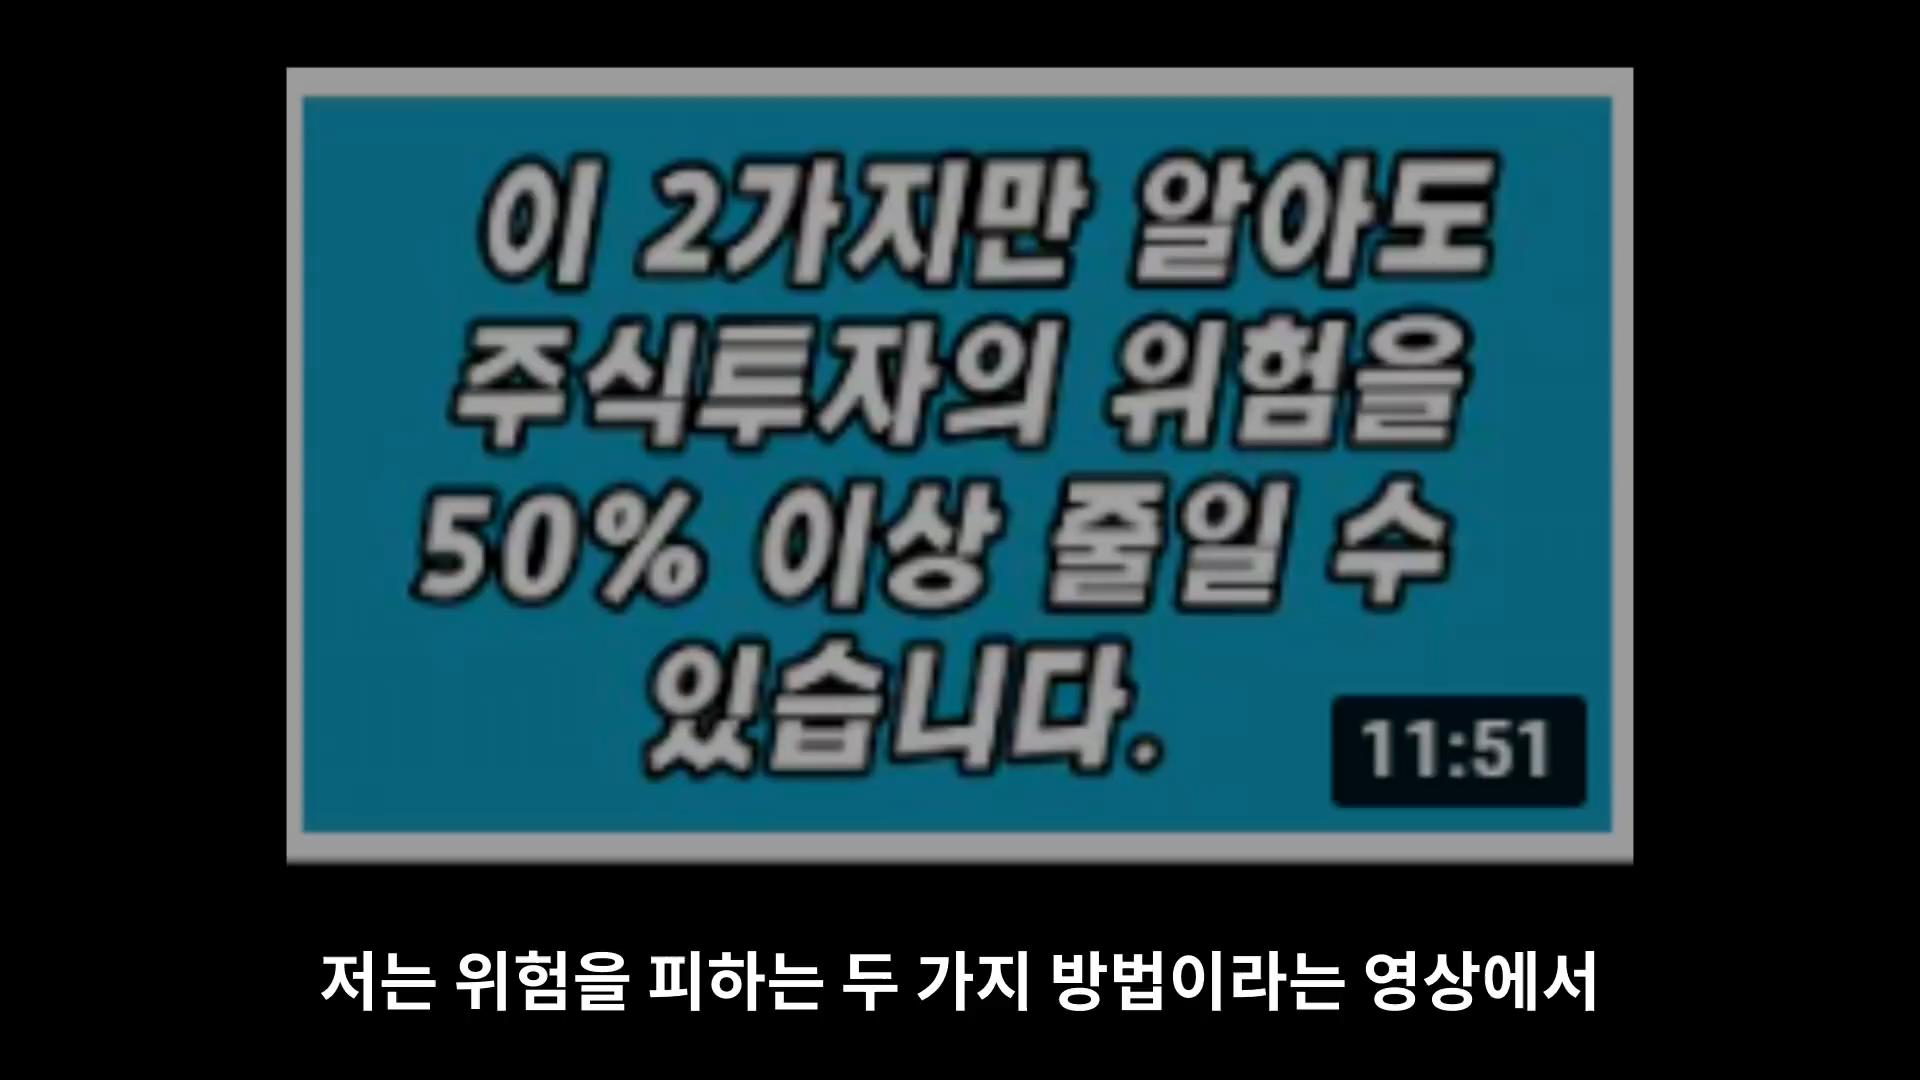 이 2가지만 알아도
주식투자의 위험을
50% 이상 줄일 수
있습니다.
11:51
저는 위험을 피하는 두 가지 방법이라는 영상에서